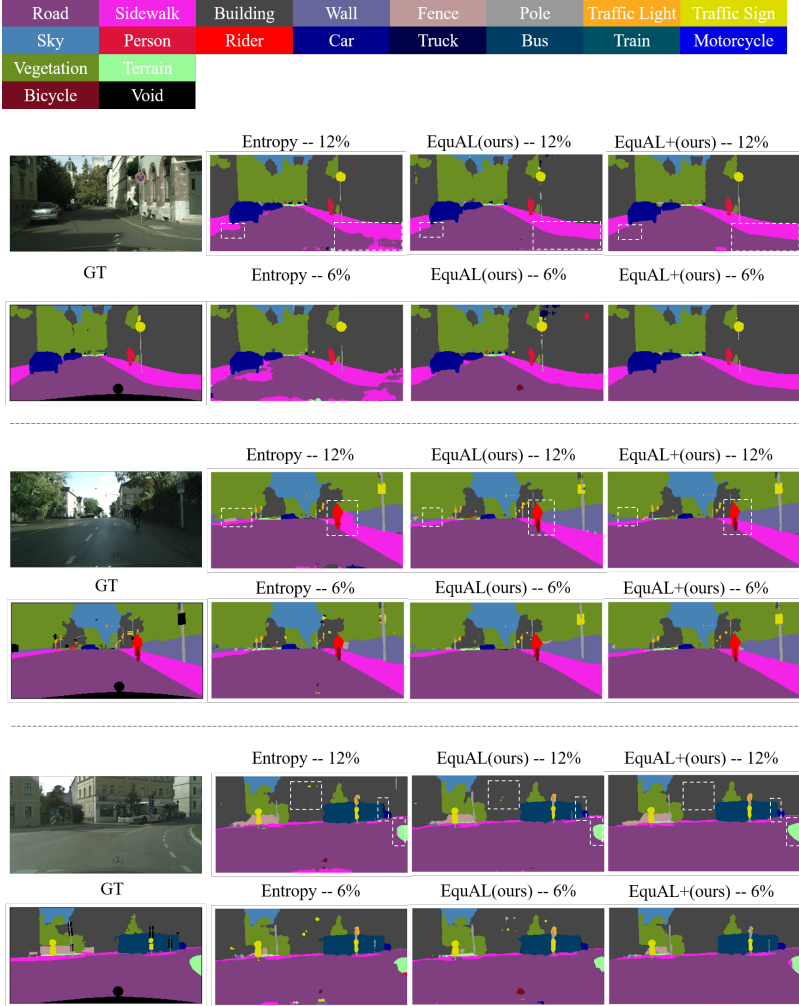 Road Sidewalk Building Wall Fence Pole Traffic Light Traffic Sign
Sky Person Rider Car Truck Bus Train Motorcycle
Vegetation Terrain
Bicycle Void
Entropy -- 12% EquAL(ours) -- 12% EquAL+(ours) -- 12%
GT Entropy -- 6% EquAL(ours) -- 6% EquAL+(ours) -- 6%
Entropy -- 12% EquAL(ours) -- 12% EquAL+(ours) -- 12%
GT Entropy -- 6% EquAL(ours) -- 6% EquAL+(ours) -- 6%
Entropy -- 12% EquAL(ours) -- 12% EquAL+(ours) -- 12%
GT Entropy -- 6% EquAL(ours) -- 6% EquAL+(ours) -- 6%